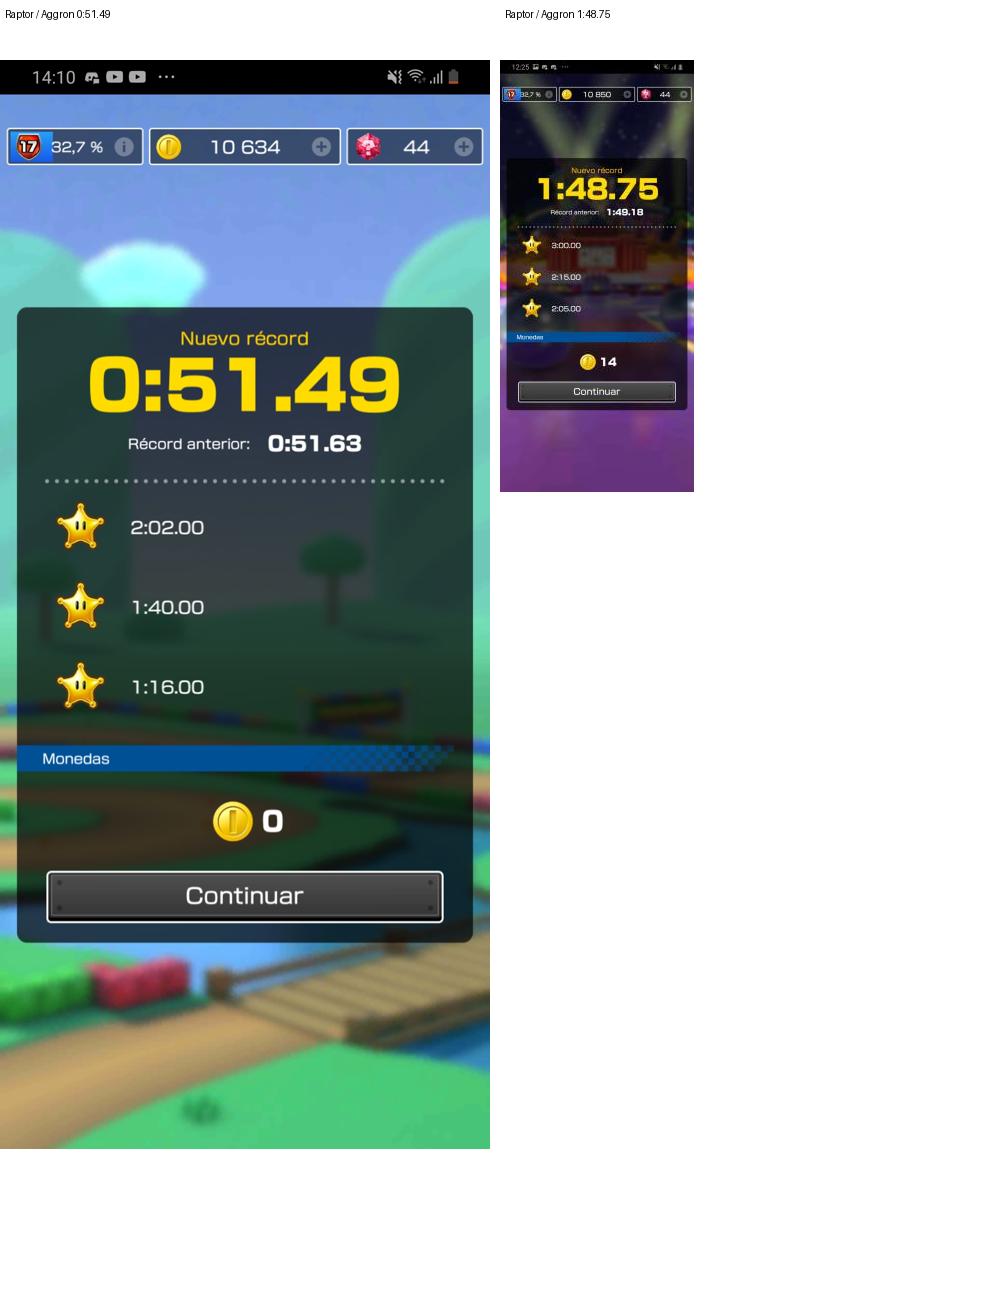 Raptor / Aggron 0:51.49
14:10
17 32,7 % 10 634 44
Nuevo récord
0:51.49
Récord anterior: 0:51.63
2:02.00
1:40.00
1:16.00
Monedas
0
Continuar
Raptor / Aggron 1:48.75
12:25
17 32,7 % 10 850 44
Nuevo récord
1:48.75
Récord anterior: 1:49.18
3:00.00
2:15.00
2:05.00
Monedas
14
Continuar